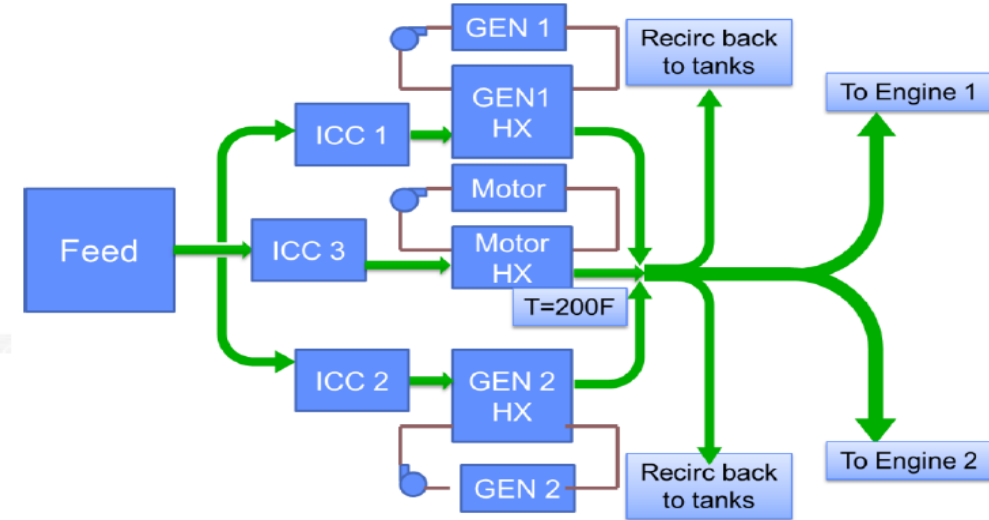 GEN 1
Recirc back
to tanks
To Engine 1
GEN1
HX
ICC 1
Motor
Feed
ICC 3
Motor
HX
T=200F
ICC 2
GEN 2
HX
Recirc back
to tanks
To Engine 2
GEN 2